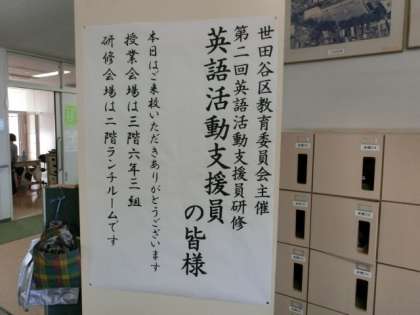 世田谷区教育委員会主催
第二回英語活動支援員研修
英語活動支援員の皆様
本日はご来校いただきありがとうございます
授業会場は三階六年三組
研修会場は二階ランチルームです